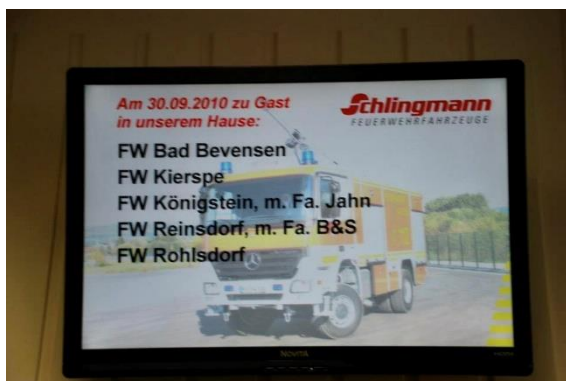 Am 30.09.2010 zu Gast
in unserem Hause:
Schlingmann
FEUERWEHRFAHRZEUGE
FW Bad Bevensen
FW Kierspe
FW Königstein, m. Fa. Jahn
FW Reinsdorf, m. Fa. B&S
FW Rohlsdorf